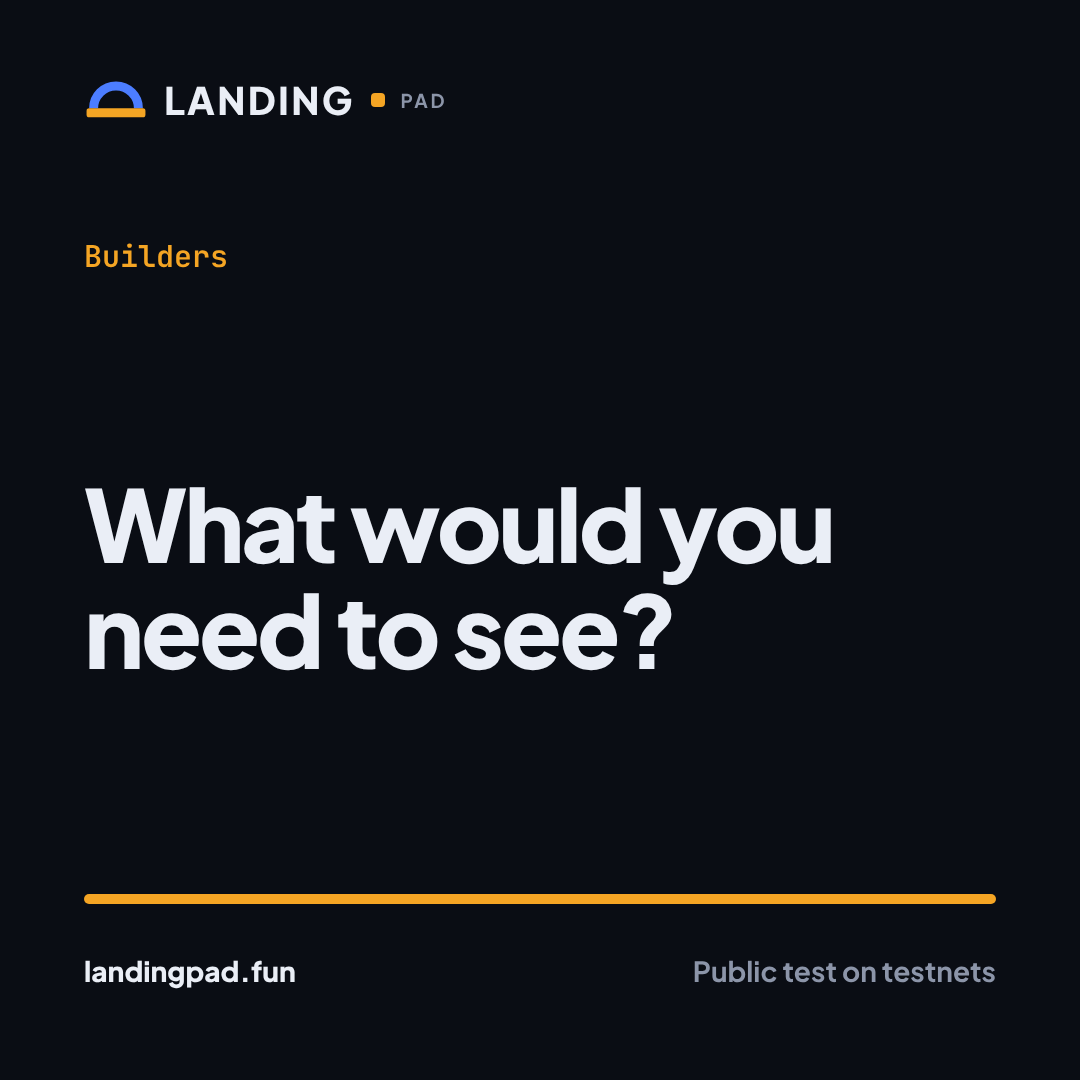 LANDING PAD
Builders
What would you
need to see?
landingpad.fun
Public test on testnets